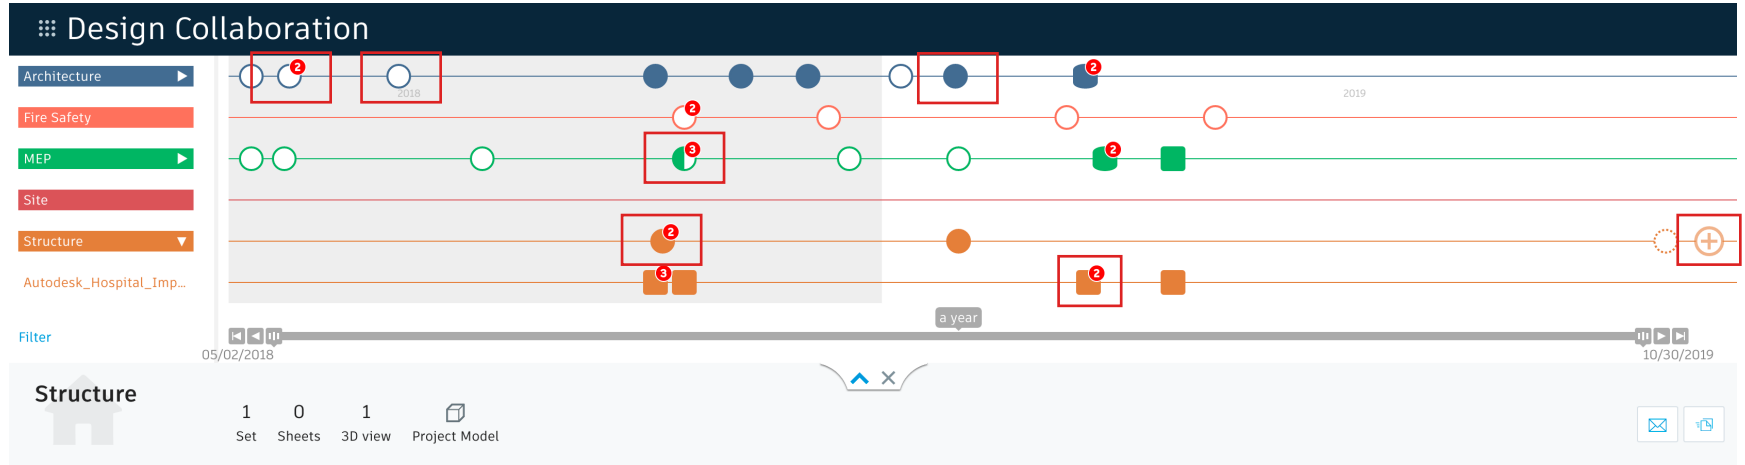 Design Collaboration
Architecture
2
2
2018
2019
Fire Safety
2
MEP
3
2
Site
Structure
2
Autodesk_Hospital_Imp...
3
2
a year
Filter
05/02/2018
10/30/2019
Structure
1 0 1
Set Sheets 3D view Project Model